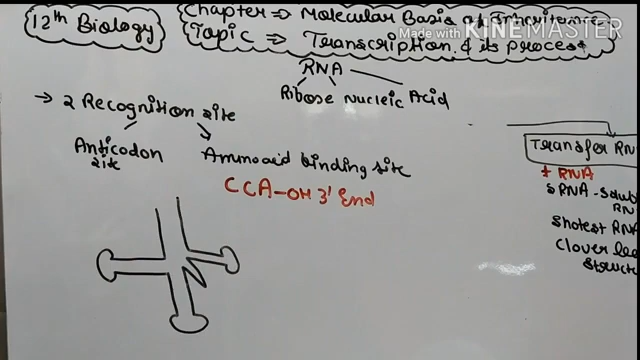 12th Biology
Chapter ⇒ Molecular Basis of Inheritance
Topic ⇒ Transcription & its process
Made with KINEMASTER
RNA
Ribose Nucleic Acid
→ 2 Recognition site
Anticodon site
Aminoacid binding site
CCA-OH 3' End
Transfer RN
t RNA
sRNA - Solub
RN
Shotest RNA
Clover lea
structu